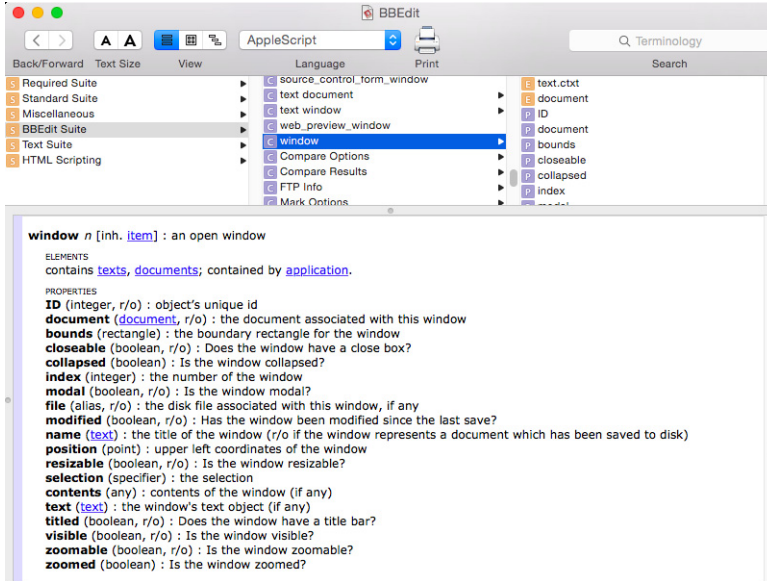 BBEdit
A A
AppleScript
Terminology
Back/Forward Text Size View Language Print Search
S Required Suite
S Standard Suite
S Miscellaneous
S BBEdit Suite
S Text Suite
S HTML Scripting
C source_control_form_window
C text document
C text window
C web_preview_window
C window
C Compare Options
C Compare Results
C FTP Info
C Mark Options
E text.ctxt
E document
P ID
P document
P bounds
P closeable
P collapsed
P index
P modal
window n [inh. item] : an open window
ELEMENTS
contains texts, documents; contained by application.
PROPERTIES
ID (integer, r/o) : object's unique id
document (document, r/o) : the document associated with this window
bounds (rectangle) : the boundary rectangle for the window
closeable (boolean, r/o) : Does the window have a close box?
collapsed (boolean) : Is the window collapsed?
index (integer) : the number of the window
modal (boolean, r/o) : Is the window modal?
file (alias, r/o) : the disk file associated with this window, if any
modified (boolean, r/o) : Has the window been modified since the last save?
name (text) : the title of the window (r/o if the window represents a document which has been saved to disk)
position (point) : upper left coordinates of the window
resizable (boolean, r/o) : Is the window resizable?
selection (specifier) : the selection
contents (any) : contents of the window (if any)
text (text) : the window's text object (if any)
titled (boolean, r/o) : Does the window have a title bar?
visible (boolean, r/o) : Is the window visible?
zoomable (boolean, r/o) : Is the window zoomable?
zoomed (boolean) : Is the window zoomed?